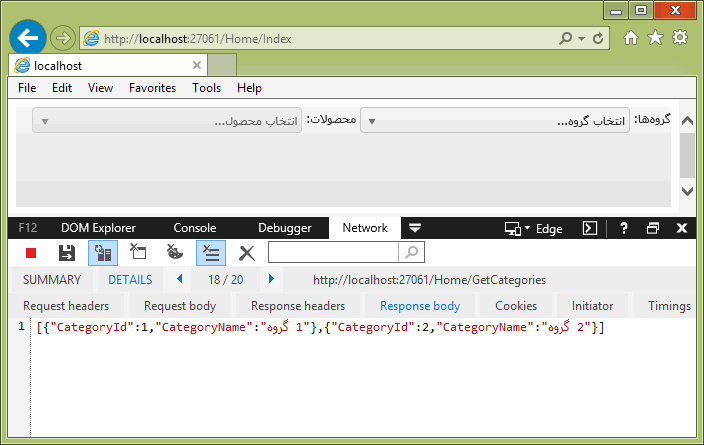 http://localhost:27061/Home/Index
localhost
File Edit View Favorites Tools Help
گروه‌ها: انتخاب گروه... محصولات: انتخاب محصول...
F12 DOM Explorer Console Debugger Network Edge ?
SUMMARY DETAILS 18 / 20 http://localhost:27061/Home/GetCategories
Request headers Request body Response headers Response body Cookies Initiator Timings
1 [{"CategoryId":1,"CategoryName":"گروه 1"},{"CategoryId":2,"CategoryName":"گروه 2"}]